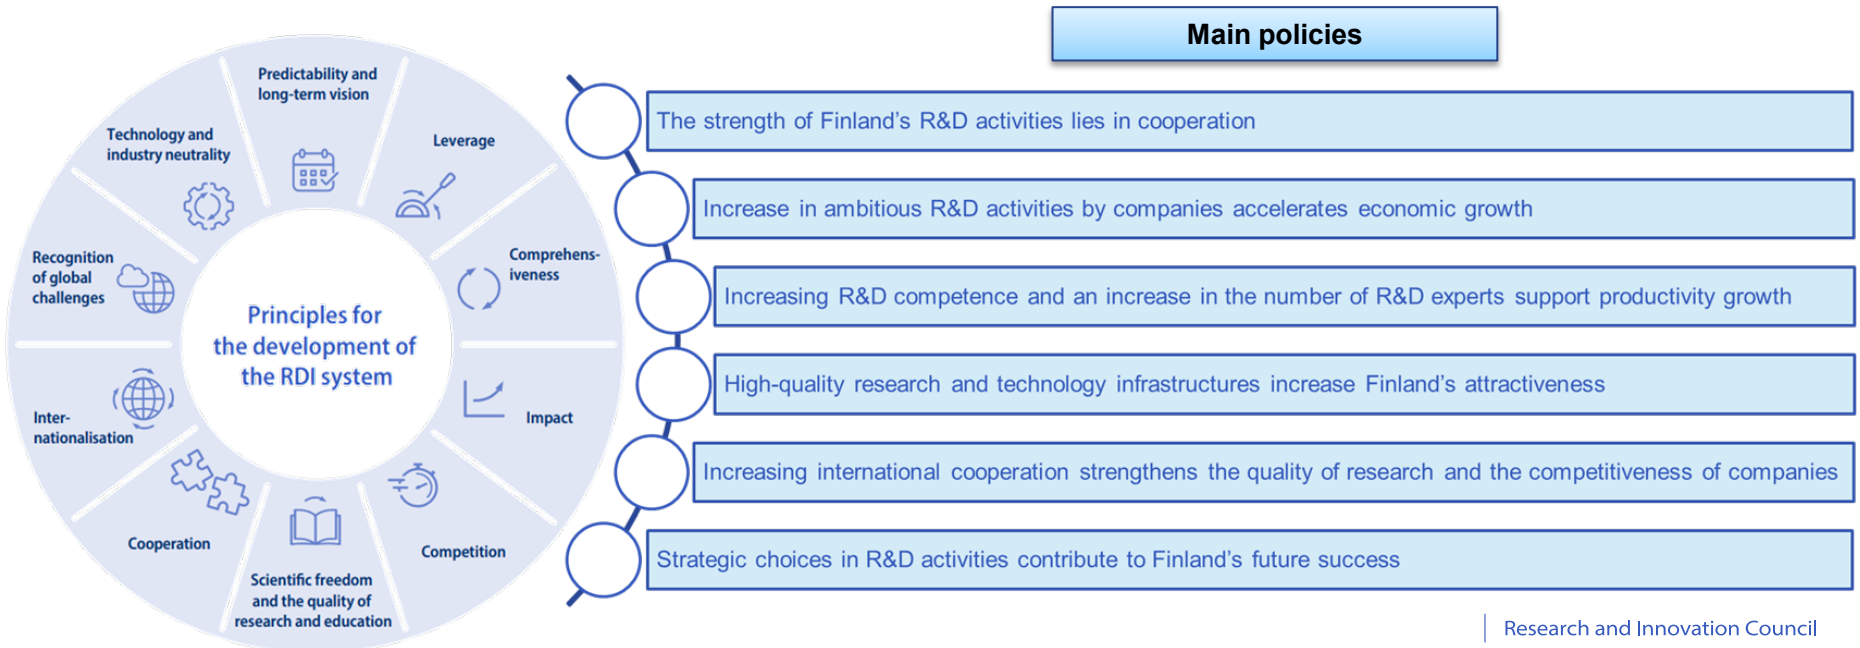 Predictability and
long-term vision
Leverage
Comprehens-
iveness
Impact
Competition
Scientific freedom
and the quality of
research and education
Cooperation
Inter-
nationalisation
Recognition
of global
challenges
Technology and
industry neutrality
Principles for
the development of
the RDI system
Main policies
The strength of Finland’s R&D activities lies in cooperation
Increase in ambitious R&D activities by companies accelerates economic growth
Increasing R&D competence and an increase in the number of R&D experts support productivity growth
High-quality research and technology infrastructures increase Finland’s attractiveness
Increasing international cooperation strengthens the quality of research and the competitiveness of companies
Strategic choices in R&D activities contribute to Finland’s future success
Research and Innovation Council